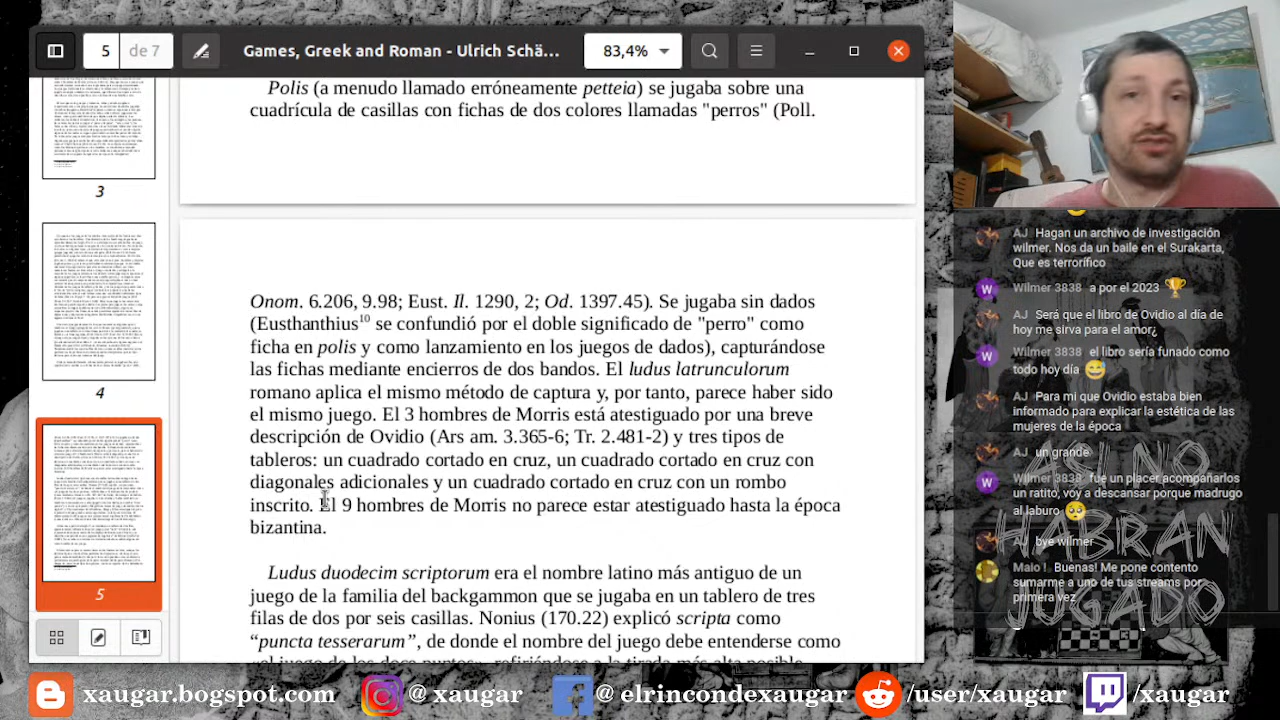 5
de 7
Games, Greek and Roman - Ulrich Schä...
83,4%
3
4
5
Polis (a menudo llamado erróneamente petteia) se jugaba sobre una
cuadrícula de casillas con fichas de dos colores llamadas "perros" (Poll.
Onom. 6.206, 9.98; Eust. Il. 1290, 2; Od. 1397.45). Se jugaba sin dados
(Eusthanthius10 se confundió por el doble significado de "perro" como
ficha en polis y como lanzamiento en los juegos de dados), capturándose
las fichas mediante encierros de dos bandos. El ludus latrunculorum
romano aplica el mismo método de captura y, por tanto, parece haber sido
el mismo juego. El 3 hombres de Morris está atestiguado por una breve
descripción de Ovidio (Ars am. 3.365-6; Tr. 2.481-2) y tres tipos de
tableros: un cuadrado cortado en cruz, un cuadrado cortado en cruz con
diagonales adicionales y un cuadrado cortado en cruz con un rombo
inscrito. El 9 hombres de Morris no parece estar atestiguado hasta la época
bizantina.
Ludus duodecim scriptorum era el nombre latino más antiguo de un
juego de la familia del backgammon que se jugaba en un tablero de tres
filas de dos por seis casillas. Nonius (170.22) explicó scripta como
“puncta tesserarum”, de donde el nombre del juego debe entenderse como
«el juego de los doce puntos», refiriéndose a la tirada más alta posible
AJ Hagan un archivo de investigación
wilmer. Nos da un baile en el Surakarta,
Que es terrorífico
Wilmer 3838 a por el 2023 🏆
AJ Será que el libro de Ovidio al día de
hoy me sirva para el amor¿
Wilmer 3838 el libro sería funado como
todo hoy día 😅
AJ Para mi que Ovidio estaba bien
informado para explicar la estética de las
mujeres de la época
AJ un grande
Wilmer 3838 fue un placer acompañarlos
un ratito, voy a descansar porque madrugo
al laburo 🥺
AJ bye wilmer
Maio ! Buenas! Me pone contento
sumarme a uno de tus streams por
primera vez
ASÍ NO
HABRAN
JUGADO
xaugar.bogspot.com
@ xaugar
@ elrincondexaugar
/user/xaugar
/xaugar